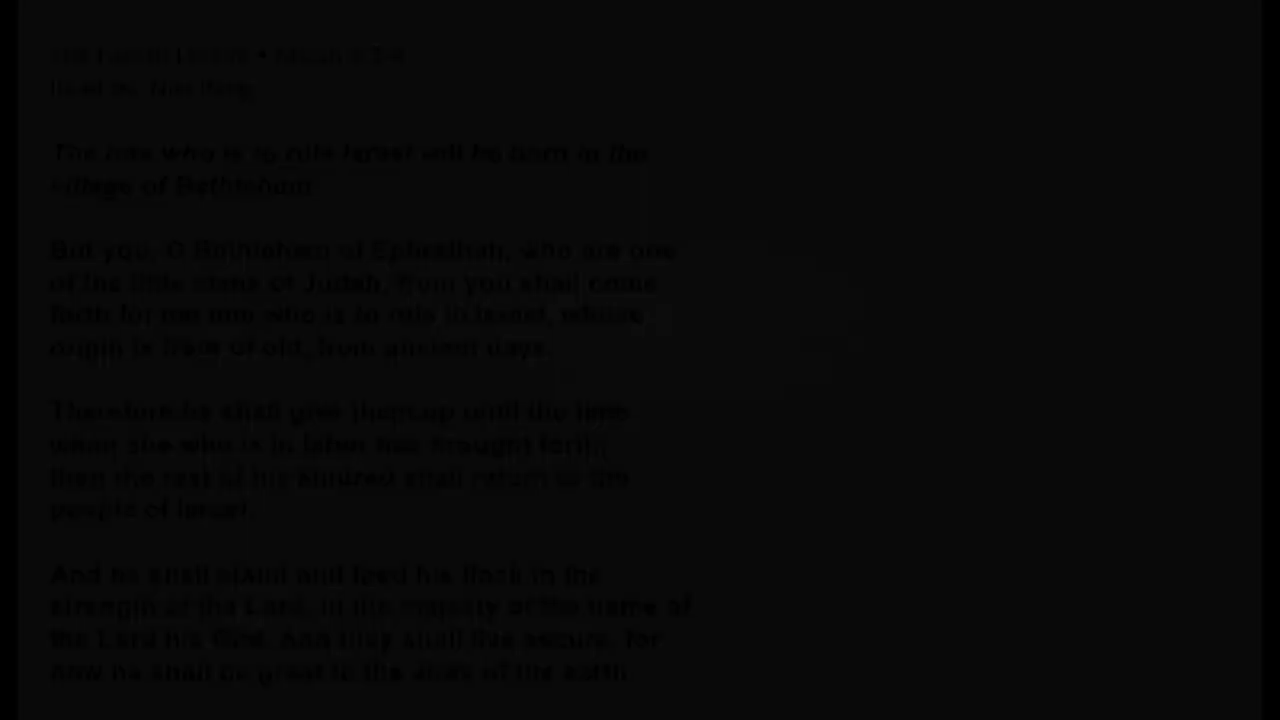 The one who is to rule Israel will be born in the
village of Bethlehem
But you, O Bethlehem of Ephrathah, who are one
of the little clans of Judah, from you shall come
forth for me one who is to rule in Israel, whose
origin is from of old, from ancient days.
Therefore he shall give them up until the time
when she who is in labor has brought forth;
then the rest of his kindred shall return to the
people of Israel.
And he shall stand and feed his flock in the
strength of the Lord, in the majesty of the name of
the Lord his God. And they shall live secure, for
now he shall be great to the ends of the earth